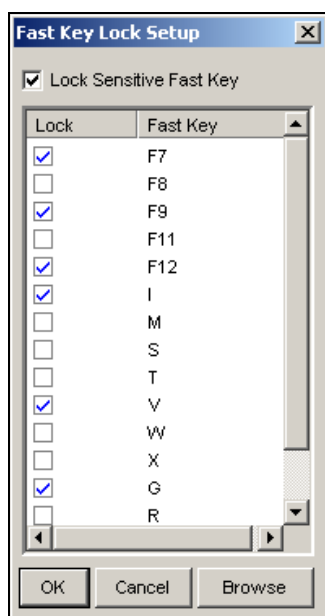 Fast Key Lock Setup
Lock Sensitive Fast Key
Lock Fast Key
F7
F8
F9
F11
F12
I
M
S
T
V
W
X
G
R
OK Cancel Browse